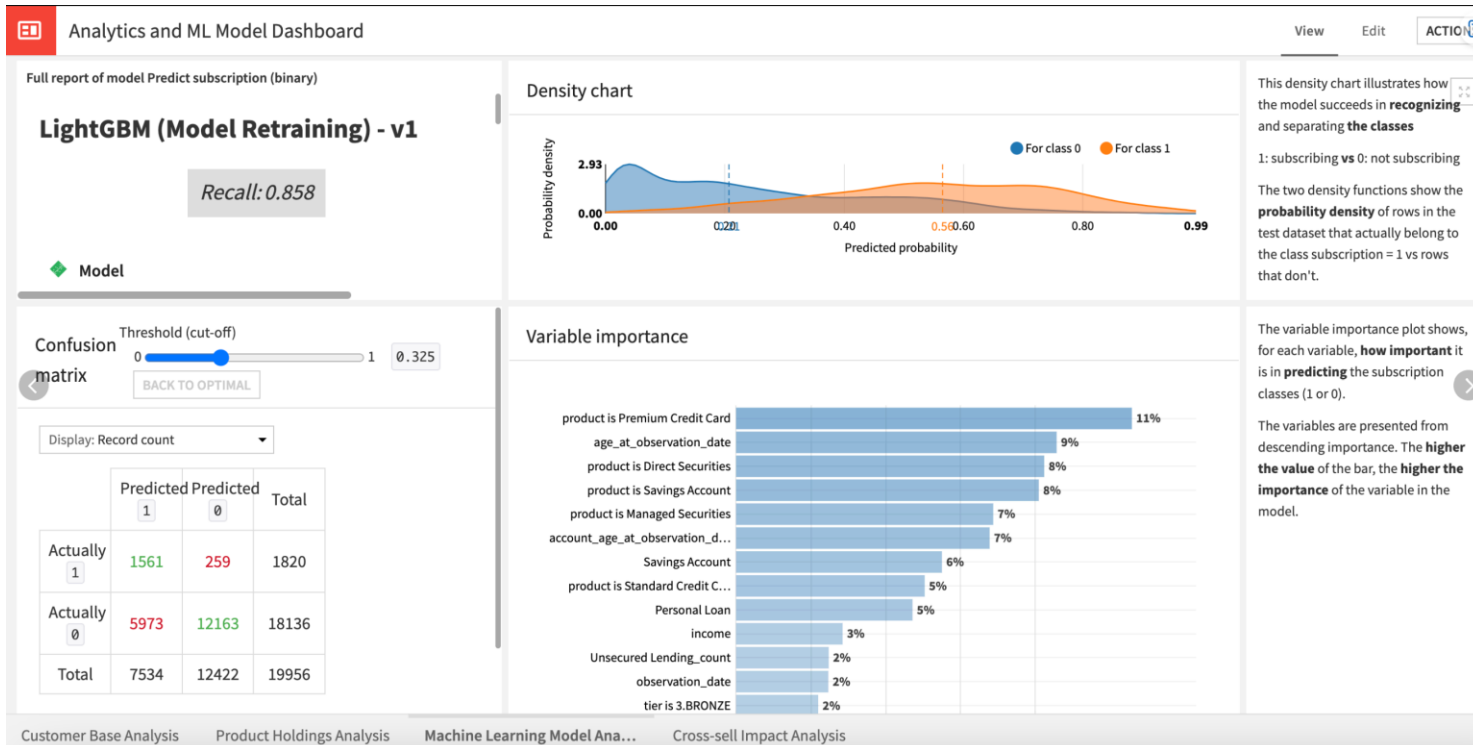 Analytics and ML Model Dashboard
View
Edit
Full report of model Predict subscription (binary)
LightGBM (Model Retraining) - v1
Recall: 0.858
Model
Density chart
For class 0
For class 1
Probability density
2.93
0.00
0.00
0.20
0.40
0.60
0.80
0.99
Predicted probability
This density chart illustrates how
the model succeeds in recognizing
and separating the classes
1: subscribing vs 0: not subscribing
The two density functions show the
probability density of rows in the
test dataset that actually belong to
the class subscription = 1 vs rows
that don't.
Confusion
matrix
Threshold (cut-off)
0
1
0.325
BACK TO OPTIMAL
Display: Record count
Predicted
1
Predicted
0
Total
Actually
1
1561
259
1820
Actually
0
5973
12163
18136
Total
7534
12422
19956
Variable importance
product is Premium Credit Card 11%
age_at_observation_date 9%
product is Direct Securities 8%
product is Savings Account 8%
product is Managed Securities 7%
account_age_at_observation_d... 7%
Savings Account 6%
product is Standard Credit C... 5%
Personal Loan 5%
income 3%
Unsecured Lending_count 2%
observation_date 2%
tier is 3.BRONZE 2%
The variable importance plot shows,
for each variable, how important it
is in predicting the subscription
classes (1 or 0).
The variables are presented from
descending importance. The higher
the value of the bar, the higher the
importance of the variable in the
model.
Customer Base Analysis
Product Holdings Analysis
Machine Learning Model Ana...
Cross-sell Impact Analysis